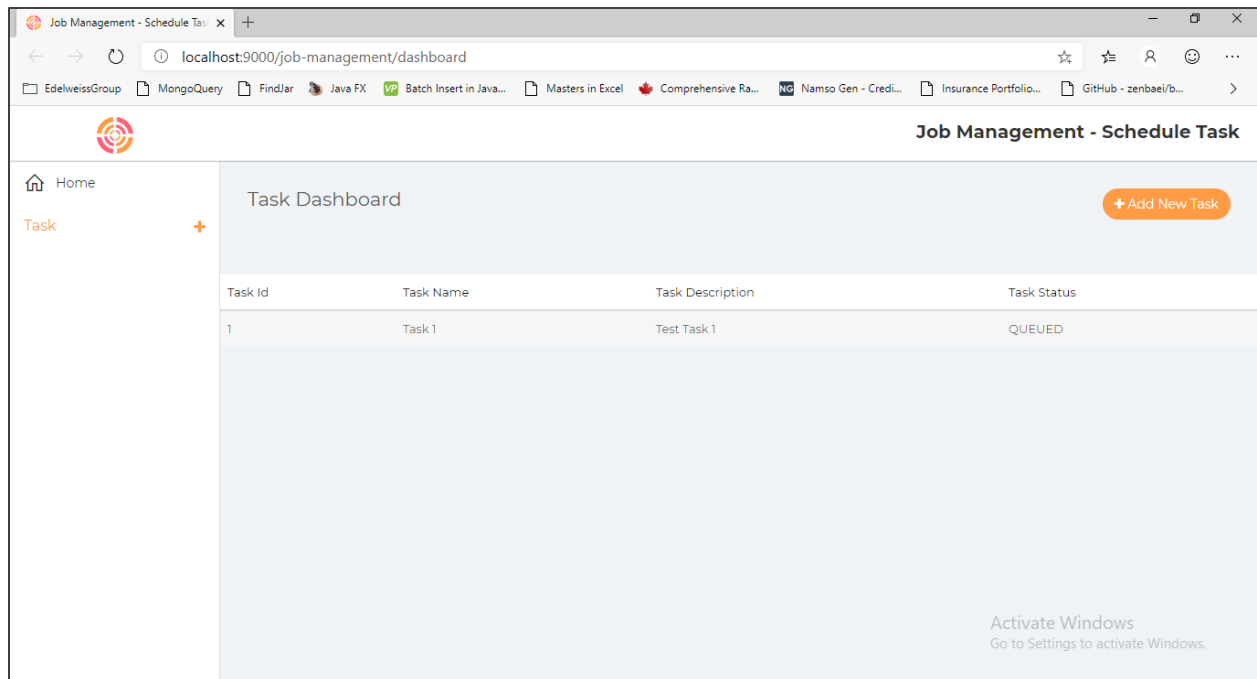 Job Management - Schedule Tas
localhost:9000/job-management/dashboard
EdelweissGroup MongoQuery FindJar Java FX VP Batch Insert in Java... Masters in Excel Comprehensive Ra... NG Namso Gen - Credi... Insurance Portfolio... GitHub - zenbaei/b...
Job Management - Schedule Task
Home
Task
Task Dashboard
Add New Task
Task Id Task Name Task Description Task Status
1 Task 1 Test Task 1 QUEUED
Activate Windows
Go to Settings to activate Windows.